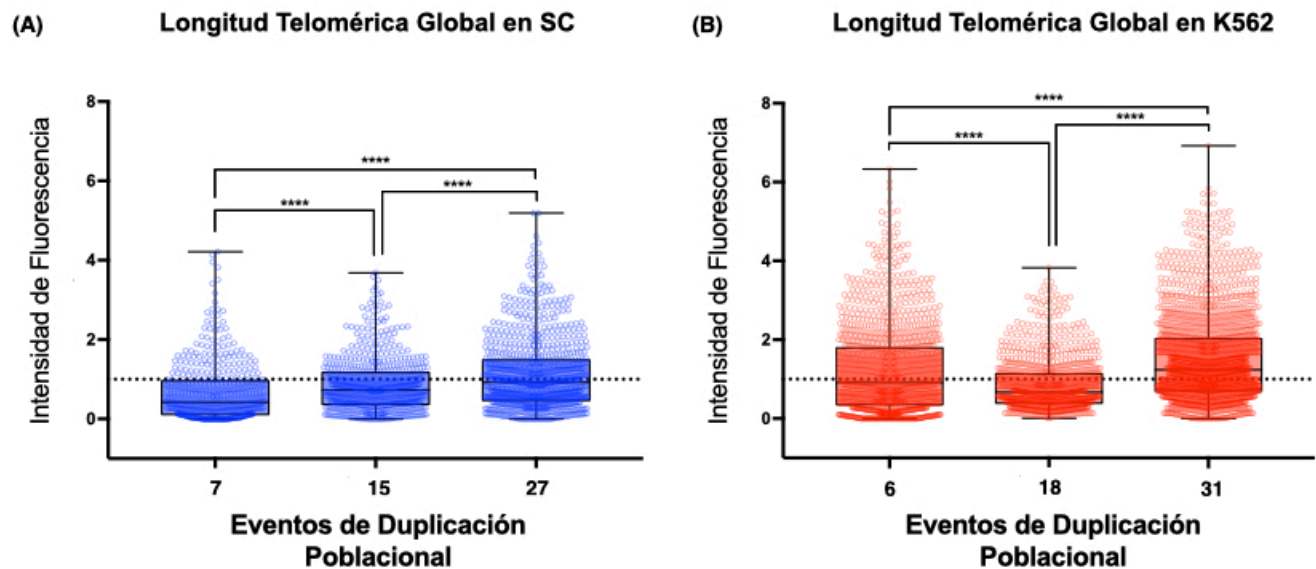 (A) Longitud Telomérica Global en SC
Intensidad de Fluorescencia
8
6
4
2
0
****
****
****
7 15 27
Eventos de Duplicación
Poblacional
(B) Longitud Telomérica Global en K562
Intensidad de Fluorescencia
8
6
4
2
0
****
****
****
6 18 31
Eventos de Duplicación
Poblacional